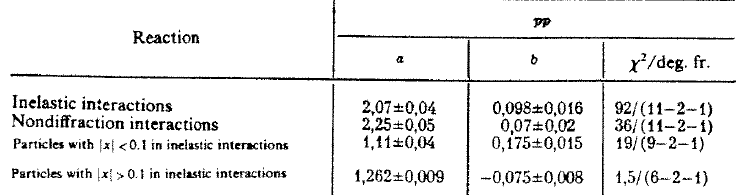 pp
Reaction
a b χ²/deg. fr.
Inelastic interactions 2,07±0,04 0,098±0,016 92/(11-2-1)
Nondiffraction interactions 2,25±0,05 0,07±0,02 36/(11-2-1)
Particles with |x| <0.1 in inelastic interactions 1,11±0,04 0,175±0,015 19/(9-2-1)
Particles with |x| > 0.1 in inelastic interactions 1,262±0,009 −0,075±0,008 1,5/(6-2-1)